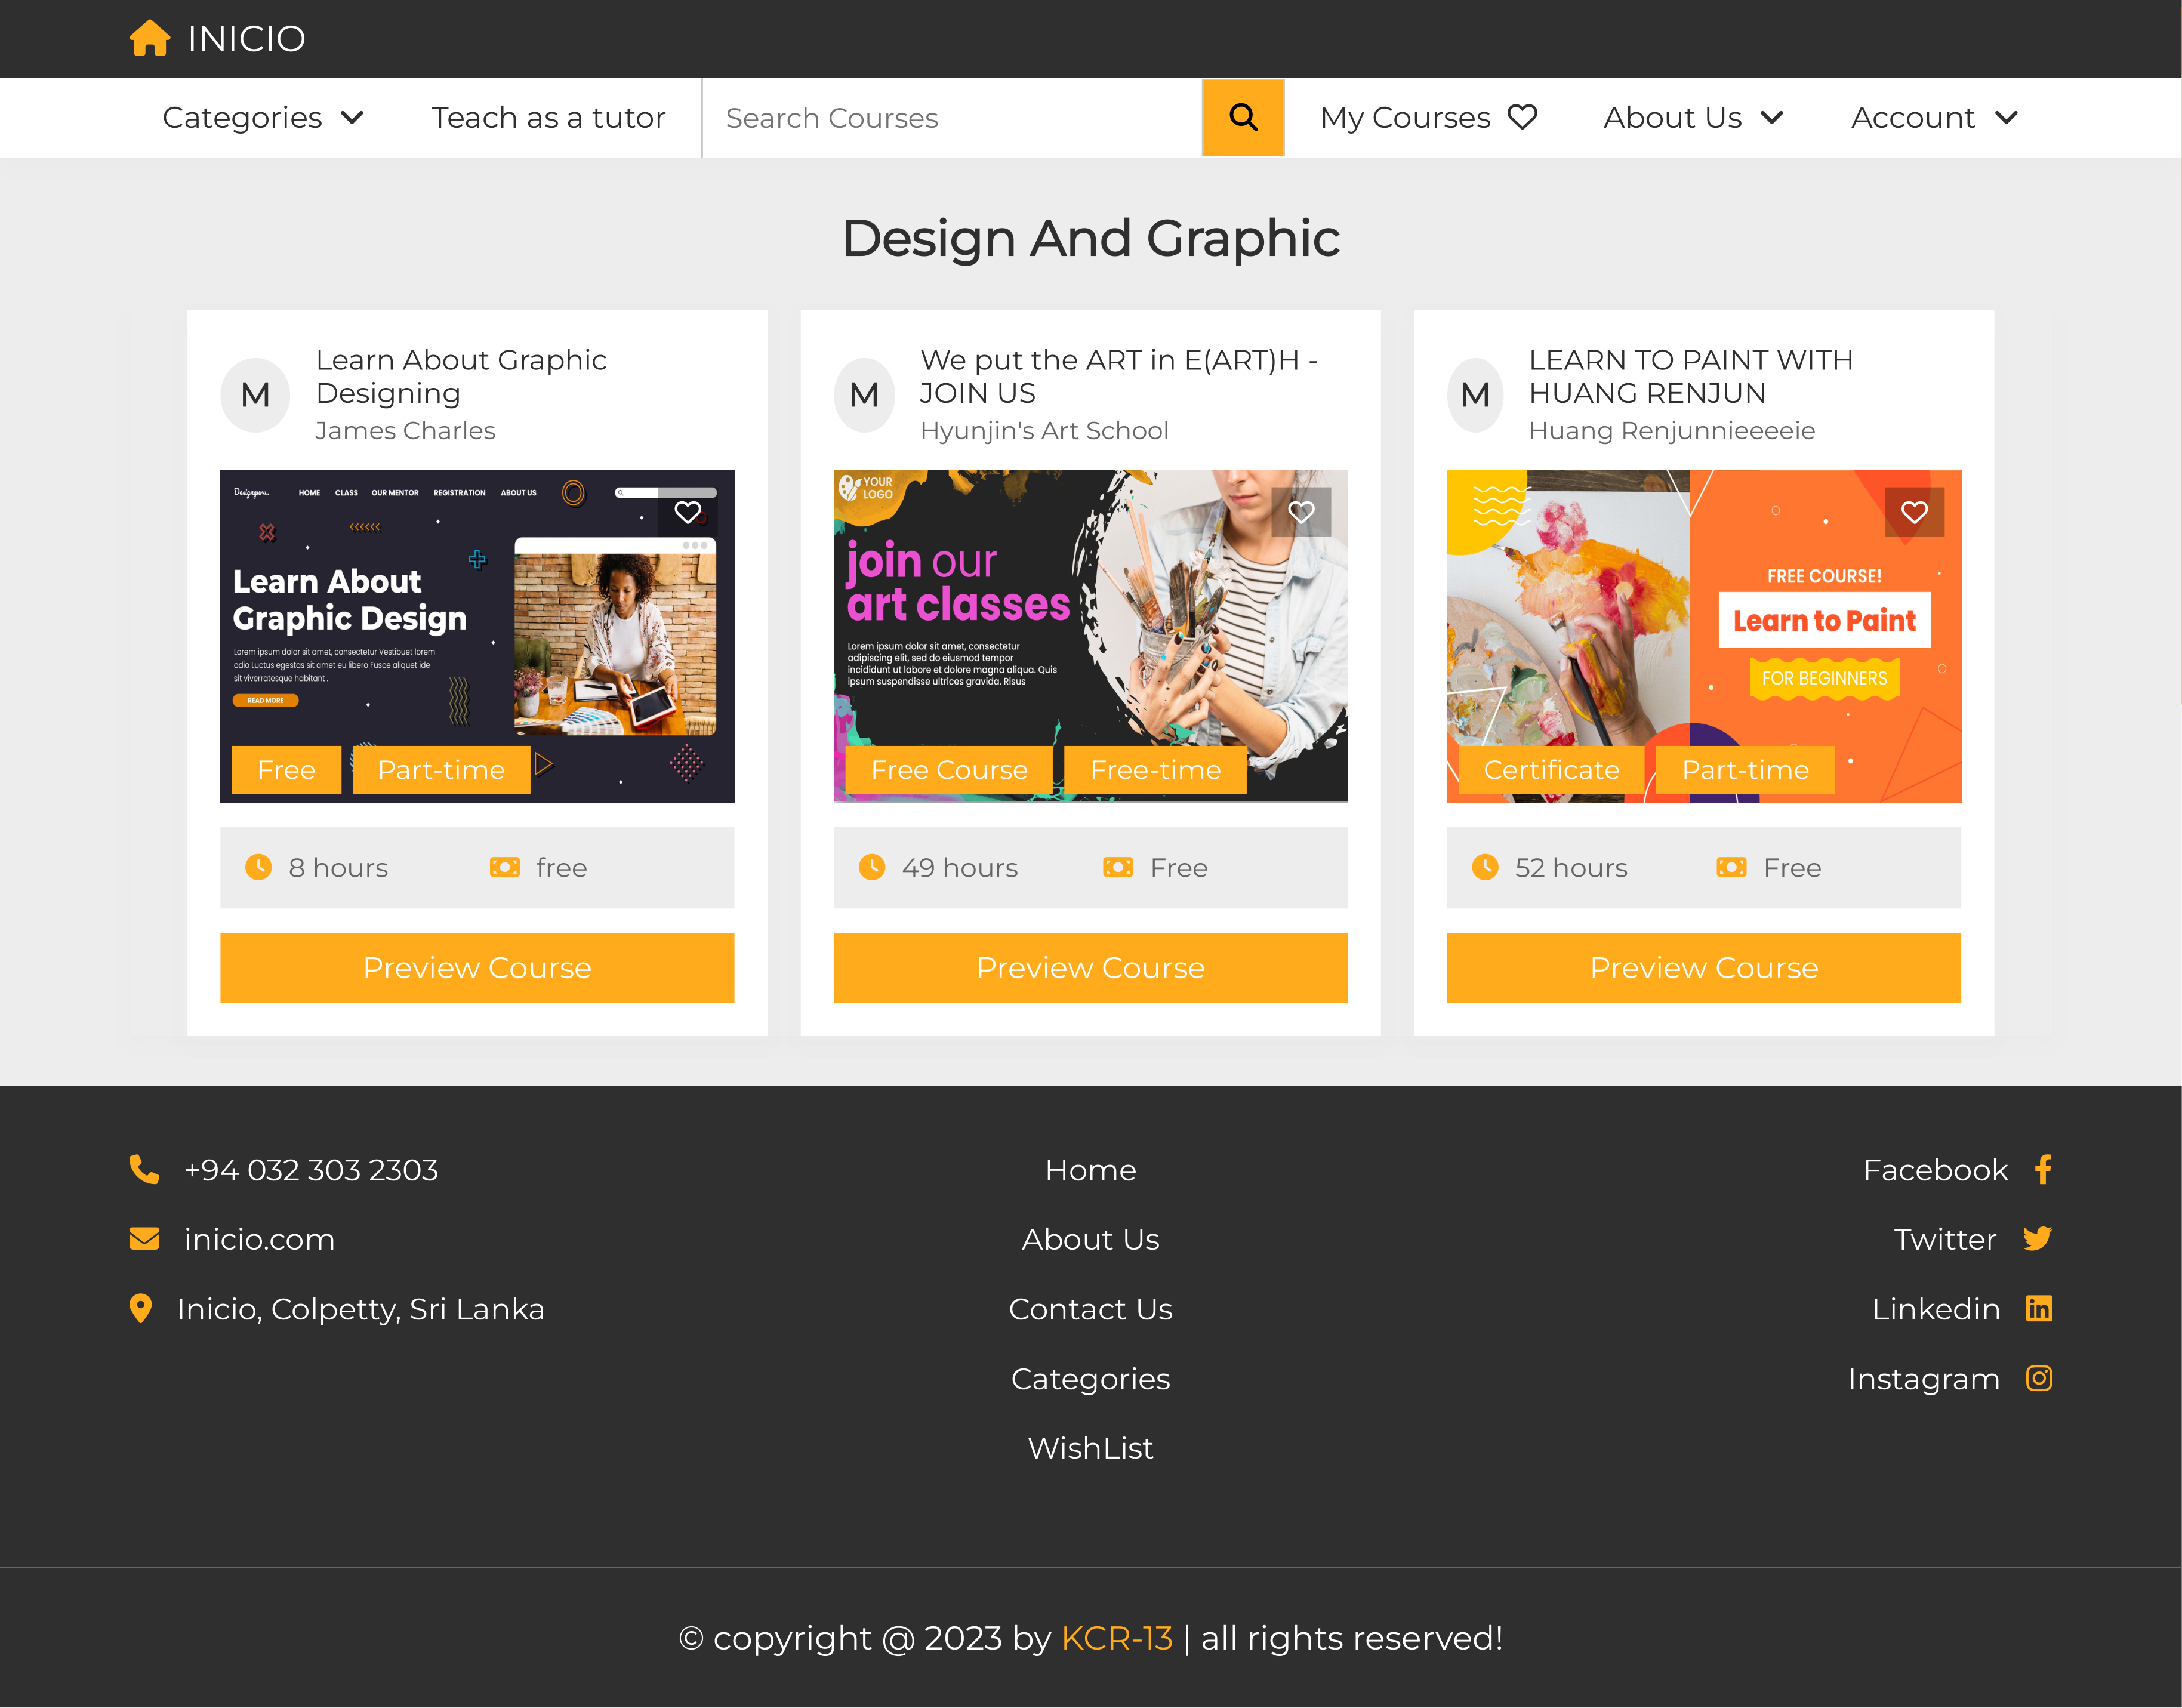 INICIO
Categories
Teach as a tutor
Search Courses
My Courses
About Us
Account
Design And Graphic
M
Learn About Graphic
Designing
James Charles
Designguru.
HOME
CLASS
OUR MENTOR
REGISTRATION
ABOUT US
Learn About
Graphic Design
Lorem ipsum dolor sit amet, consectetur Vestibuet lorem
odio Luctus egestas sit amet eu libero Fusce aliquet ide
sit viverratesque habitant .
READ MORE
Free
Part-time
8 hours
free
Preview Course
M
We put the ART in E(ART)H -
JOIN US
Hyunjin's Art School
YOUR
LOGO
join our
art classes
Lorem ipsum dolor sit amet, consectetur
adipiscing elit, sed do eiusmod tempor
incididunt ut labore et dolore magna aliqua. Quis
ipsum suspendisse ultrices gravida. Risus
Free Course
Free-time
49 hours
Free
Preview Course
M
LEARN TO PAINT WITH
HUANG RENJUN
Huang Renjunnieeeeie
FREE COURSE!
Learn to Paint
FOR BEGINNERS
Certificate
Part-time
52 hours
Free
Preview Course
+94 032 303 2303
inicio.com
Inicio, Colpetty, Sri Lanka
Home
About Us
Contact Us
Categories
WishList
Facebook
Twitter
Linkedin
Instagram
© copyright @ 2023 by KCR-13 | all rights reserved!